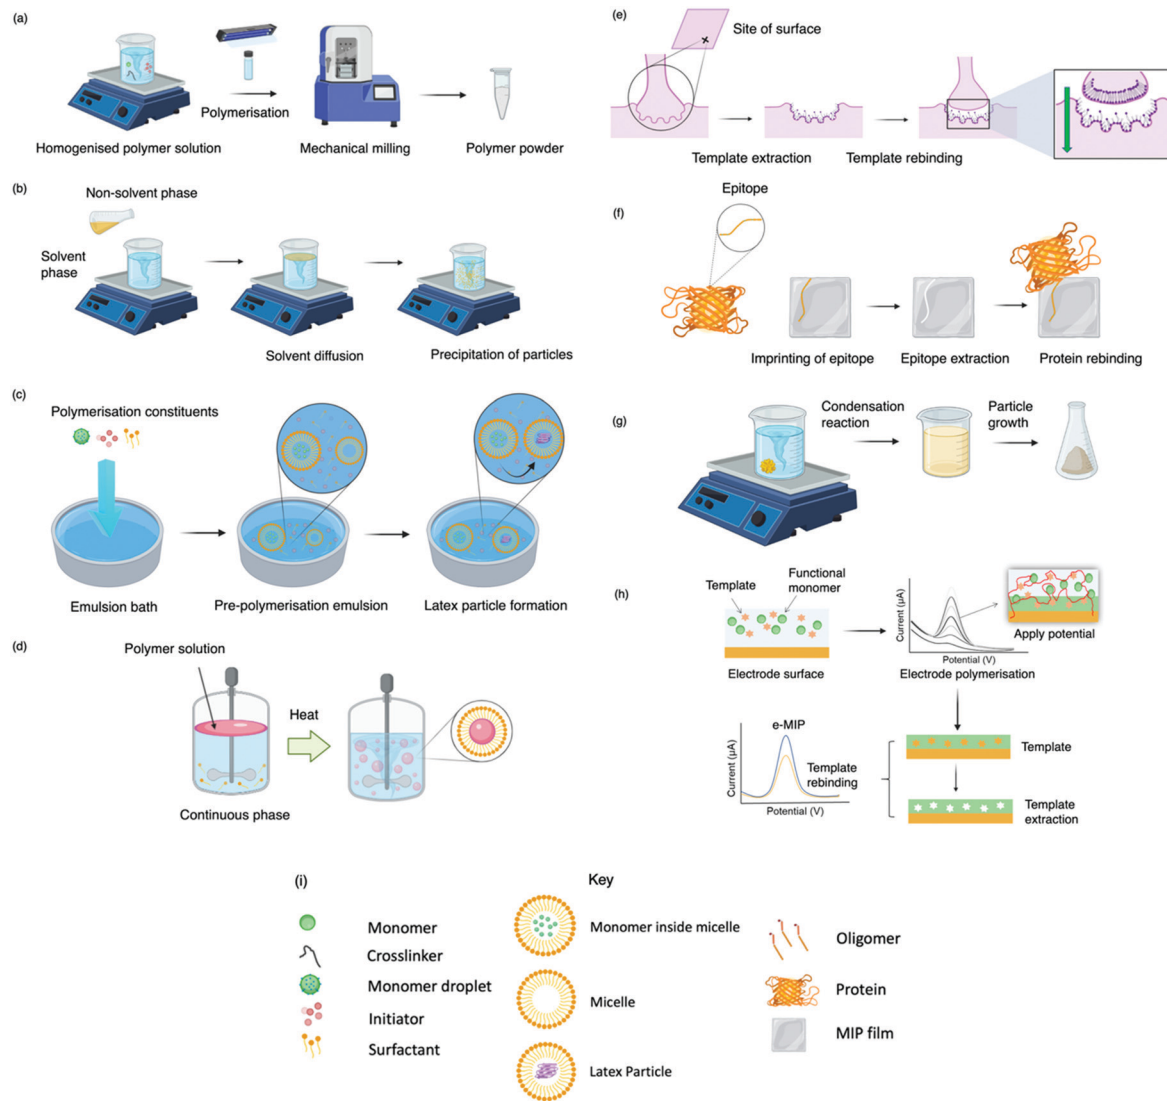 (a)
Polymerisation
Homogenised polymer solution
Mechanical milling
Polymer powder
(b)
Non-solvent phase
Solvent
phase
Solvent diffusion
Precipitation of particles
(c)
Polymerisation constituents
Emulsion bath
Pre-polymerisation emulsion
Latex particle formation
(d)
Polymer solution
Heat
Continuous phase
(e)
Site of surface
Template extraction
Template rebinding
(f)
Epitope
Imprinting of epitope
Epitope extraction
Protein rebinding
(g)
Condensation
reaction
Particle
growth
(h)
Template
Functional
monomer
Electrode surface
Current (μA)
Potential (V)
Apply potential
Electrode polymerisation
e-MIP
Current (μA)
Template
rebinding
Potential (V)
Template
Template
extraction
(i)
Key
Monomer
Crosslinker
Monomer droplet
Initiator
Surfactant
Monomer inside micelle
Micelle
Latex Particle
Oligomer
Protein
MIP film